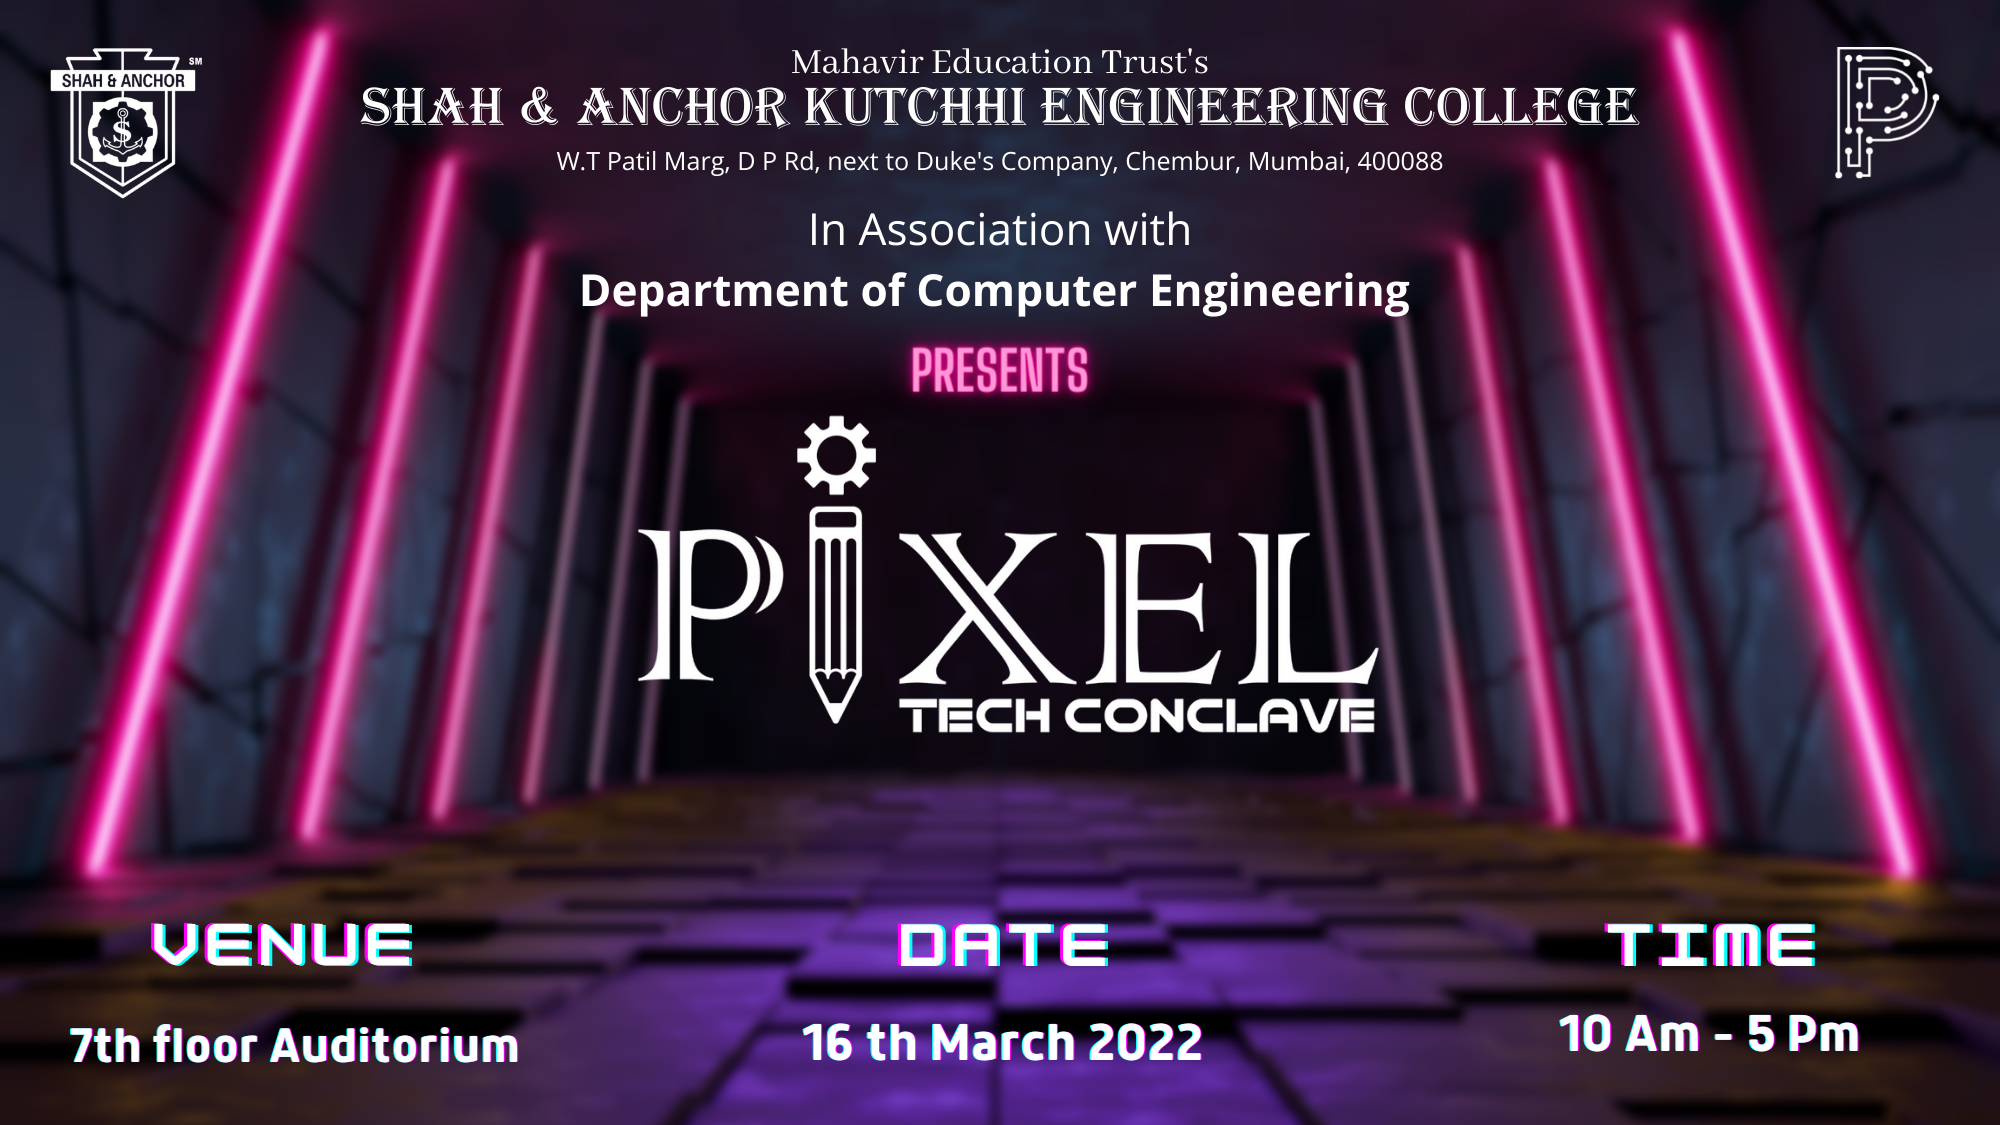 SHAH & ANCHOR
SM
S
Mahavir Education Trust's
SHAH & ANCHOR KUTCHHI ENGINEERING COLLEGE
W.T Patil Marg, D P Rd, next to Duke's Company, Chembur, Mumbai, 400088
P
In Association with
Department of Computer Engineering
PRESENTS
PiXEL
TECH CONCLAVE
VENUE
7th floor Auditorium
DATE
16 th March 2022
TIME
10 Am - 5 Pm